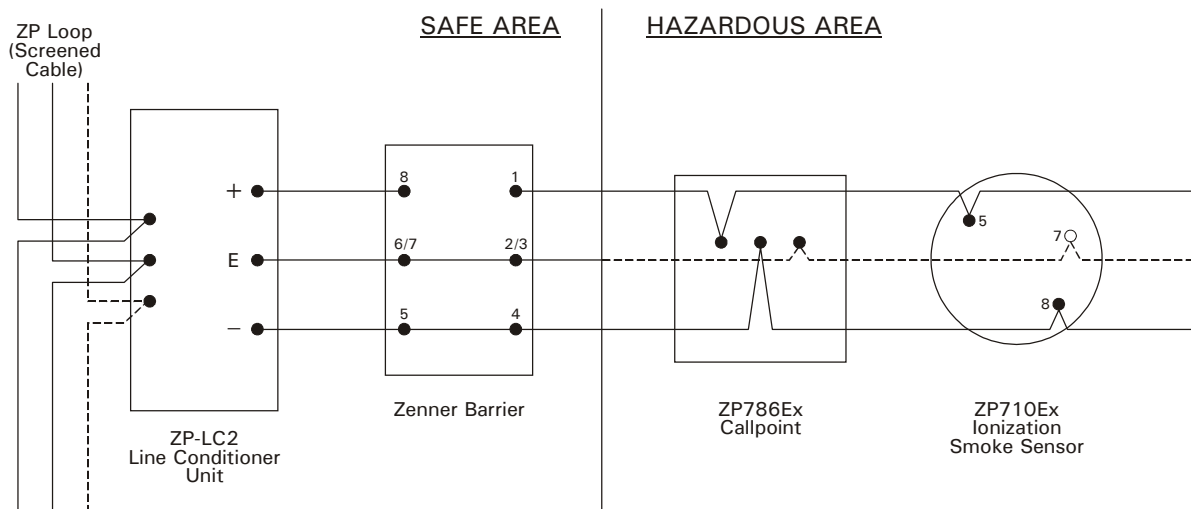 SAFE AREA
HAZARDOUS AREA
ZP Loop
(Screened
Cable)
+
E
−
8
1
6/7
2/3
5
4
5
7
8
ZP-LC2
Line Conditioner
Unit
Zenner Barrier
ZP786Ex
Callpoint
ZP710Ex
Ionization
Smoke Sensor